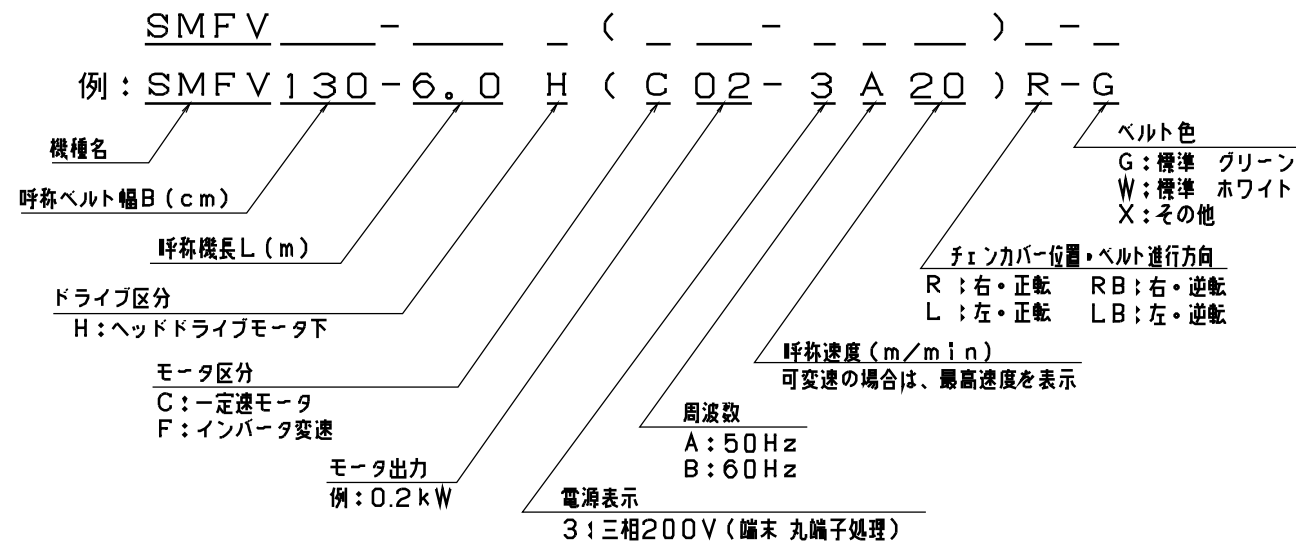 SMFV ___-___ _ ( _ __-_ _ __ ) _-_
例：SMFV130-6.0 H (C02-3A20)R-G
機種名
呼称ベルト幅B(cm)
呼称機長L(m)
ドライブ区分
H：ヘッドドライブモータ下
モータ区分
C：一定速モータ
F：インバータ変速
モータ出力
例：0.2kW
電源表示
3：三相200V(端末 丸端子処理)
周波数
A：50Hz
B：60Hz
呼称速度(m/min)
可変速の場合は、最高速度を表示
チェンカバー位置・ベルト進行方向
R：右・正転 RB：右・逆転
L：左・正転 LB：左・逆転
ベルト色
G：標準 グリーン
W：標準 ホワイト
X：その他